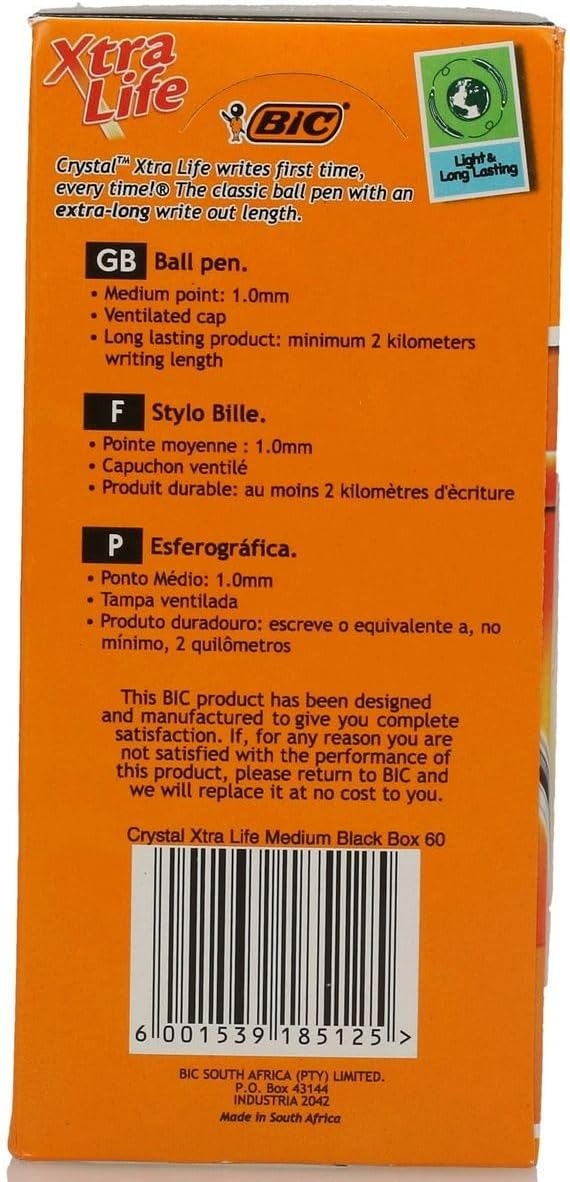 Xtra
Life
BiC®
Light &
Long Lasting
Crystal™ Xtra Life writes first time,
every time!® The classic ball pen with an
extra-long write out length.
GB Ball pen.
• Medium point: 1.0mm
• Ventilated cap
• Long lasting product: minimum 2 kilometers
writing length
F Stylo Bille.
• Pointe moyenne : 1.0mm
• Capuchon ventilé
• Produit durable: au moins 2 kilomètres d'ècriture
P Esferográfica.
• Ponto Médio: 1.0mm
• Tampa ventilada
• Produto duradouro: escreve o equivalente a, no
mínimo, 2 quilômetros
This BIC product has been designed
and manufactured to give you complete
satisfaction. If, for any reason you are
not satisfied with the performance of
this product, please return to BIC and
we will replace it at no cost to you.
Crystal Xtra Life Medium Black Box 60
6 001539 185125 >
BIC SOUTH AFRICA (PTY) LIMITED.
P.O. Box 43144
INDUSTRIA 2042
Made in South Africa